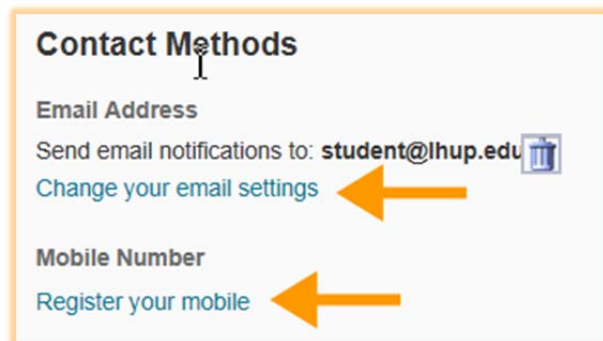 Contact Methods
Email Address
Send email notifications to: student@lhup.edu
Change your email settings
Mobile Number
Register your mobile